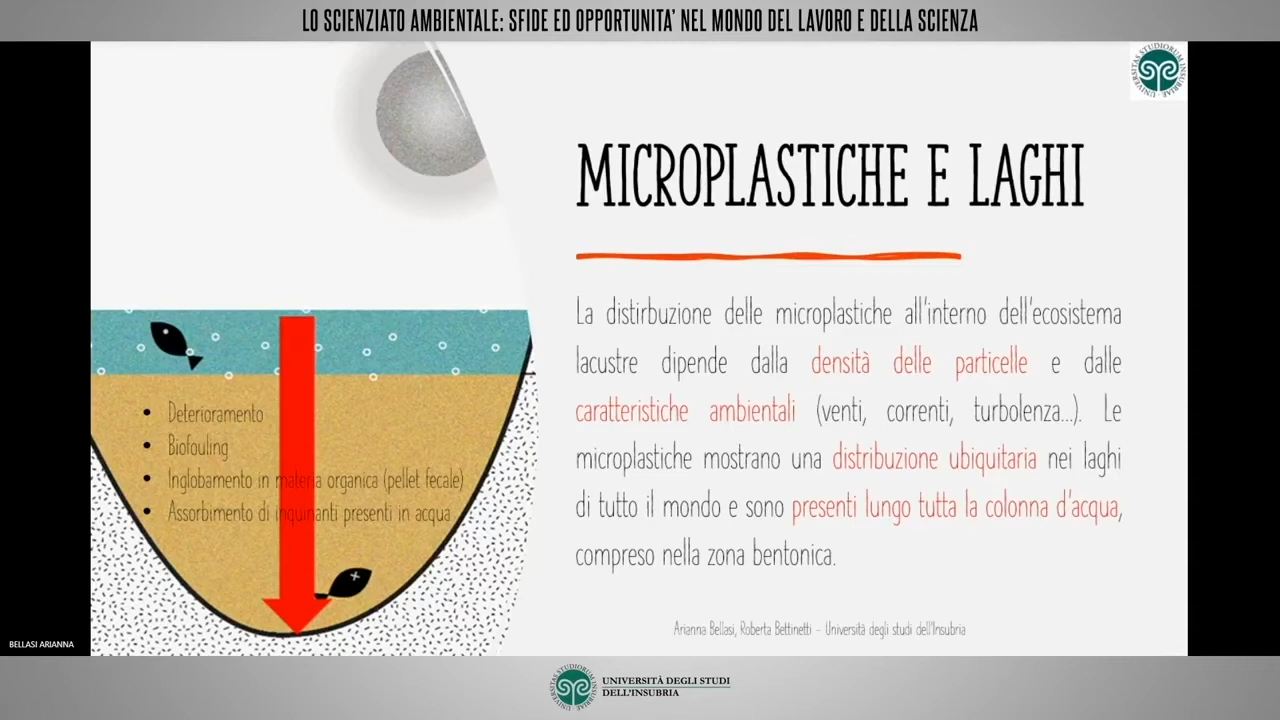 LO SCIENZIATO AMBIENTALE: SFIDE ED OPPORTUNITA' NEL MONDO DEL LAVORO E DELLA SCIENZA
MICROPLASTICHE E LAGHI
La distirbuzione delle microplastiche all'interno dell'ecosistema
lacustre dipende dalla densità delle particelle e dalle
caratteristiche ambientali (venti, correnti, turbolenza...). Le
microplastiche mostrano una distribuzione ubiquitaria nei laghi
di tutto il mondo e sono presenti lungo tutta la colonna d'acqua,
compreso nella zona bentonica.
• Deterioramento
• Biofouling
• Inglobamento in materia organica (pellet fecale)
• Assorbimento di inquinanti presenti in acqua
Arianna Bellasi, Roberta Bettinetti – Università degli studi dell'Insubria
BELLASI ARIANNA
UNIVERSITÀ DEGLI STUDI
DELL'INSUBRIA